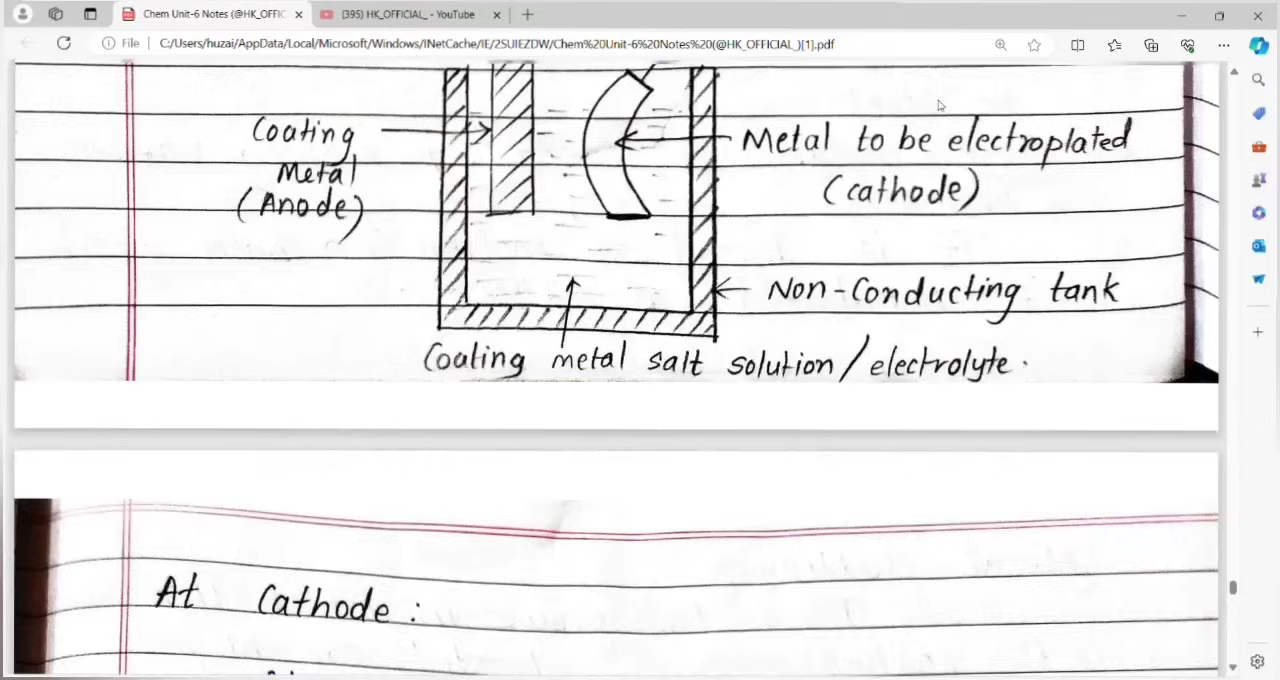 Chem Unit-6 Notes (@HK_OFFIC
(395) HK_OFFICIAL_ - YouTube
File
C:/Users/huzai/AppData/Local/Microsoft/Windows/INetCache/IE/2SUIEZDW/Chem%20Unit-6%20Notes%20(@HK_OFFICIAL_)[1].pdf
Coating
Metal
(Anode)
Metal to be electroplated
(cathode)
Non-Conducting tank
Coating metal salt solution/electrolyte.
At Cathode: